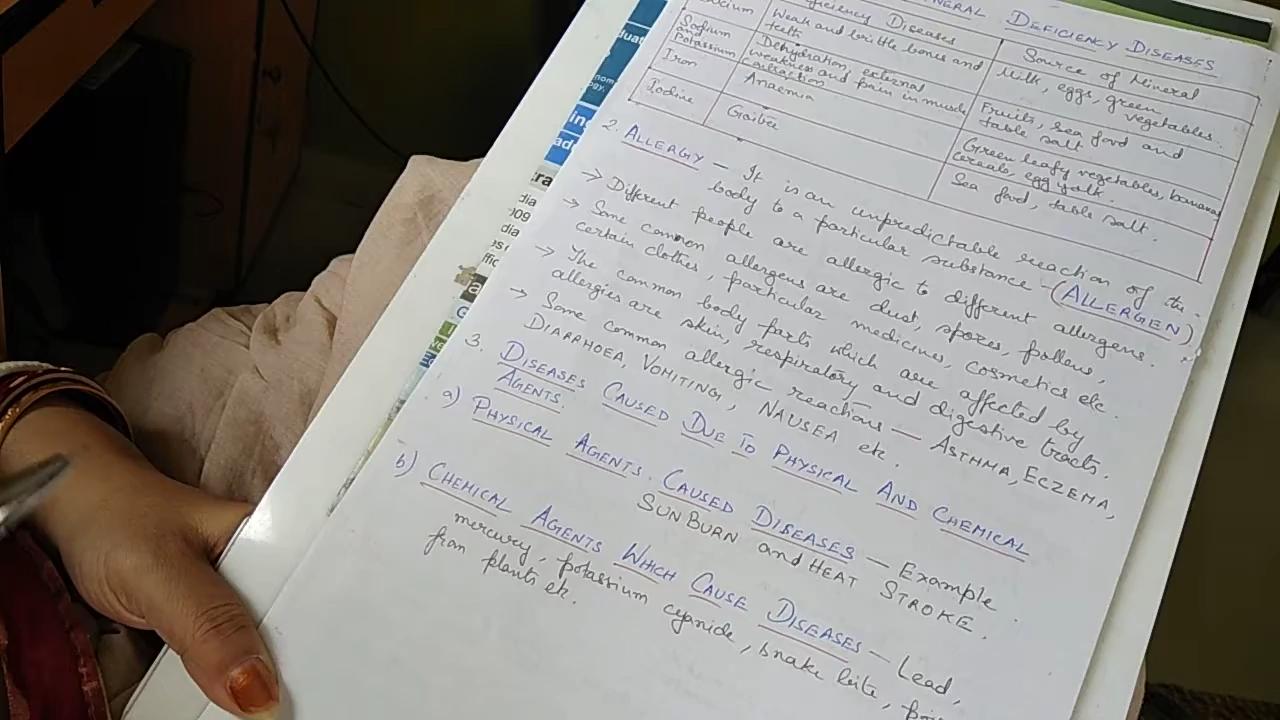 NERAL DEFICIENCY DISEASES
iciency Diseases
Source of Mineral
Weak and brittle bones and
teeth
Milk, eggs, green
vegetables.
Sodium
and
Potassium
Dehydration, external
weakness and pain in muscle
contraction
Fruits, sea food and
table salt
Iron
Anaemia
Green leafy vegetables, banana,
cereals, egg yolk.
Iodine
Goitre
Sea food, table salt.
2. ALLERGY – It is an unpredictable reaction of the
body to a particular substance – (ALLERGEN).
→ Different people are allergic to different allergens.
→ Some common allergens are dust, spores, pollens,
certain clothes, particular medicines, cosmetics etc.
→ The common body parts which are affected by
allergies are skin, respiratory and digestive tracts.
→ Some common allergic reactions – ASTHMA, ECZEMA,
DIARRHOEA, VOMITING, NAUSEA etc.
3. DISEASES CAUSED DUE TO PHYSICAL AND CHEMICAL
AGENTS.
a) PHYSICAL AGENTS CAUSED DISEASES – Example
SUNBURN and HEAT STROKE.
b) CHEMICAL AGENTS WHICH CAUSE DISEASES – Lead,
mercury, potassium cyanide, snake bite,
from plants etc.